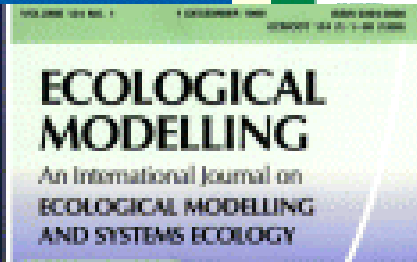 ECOLOGICAL
MODELLING
An International Journal on
ECOLOGICAL MODELLING
AND SYSTEMS ECOLOGY